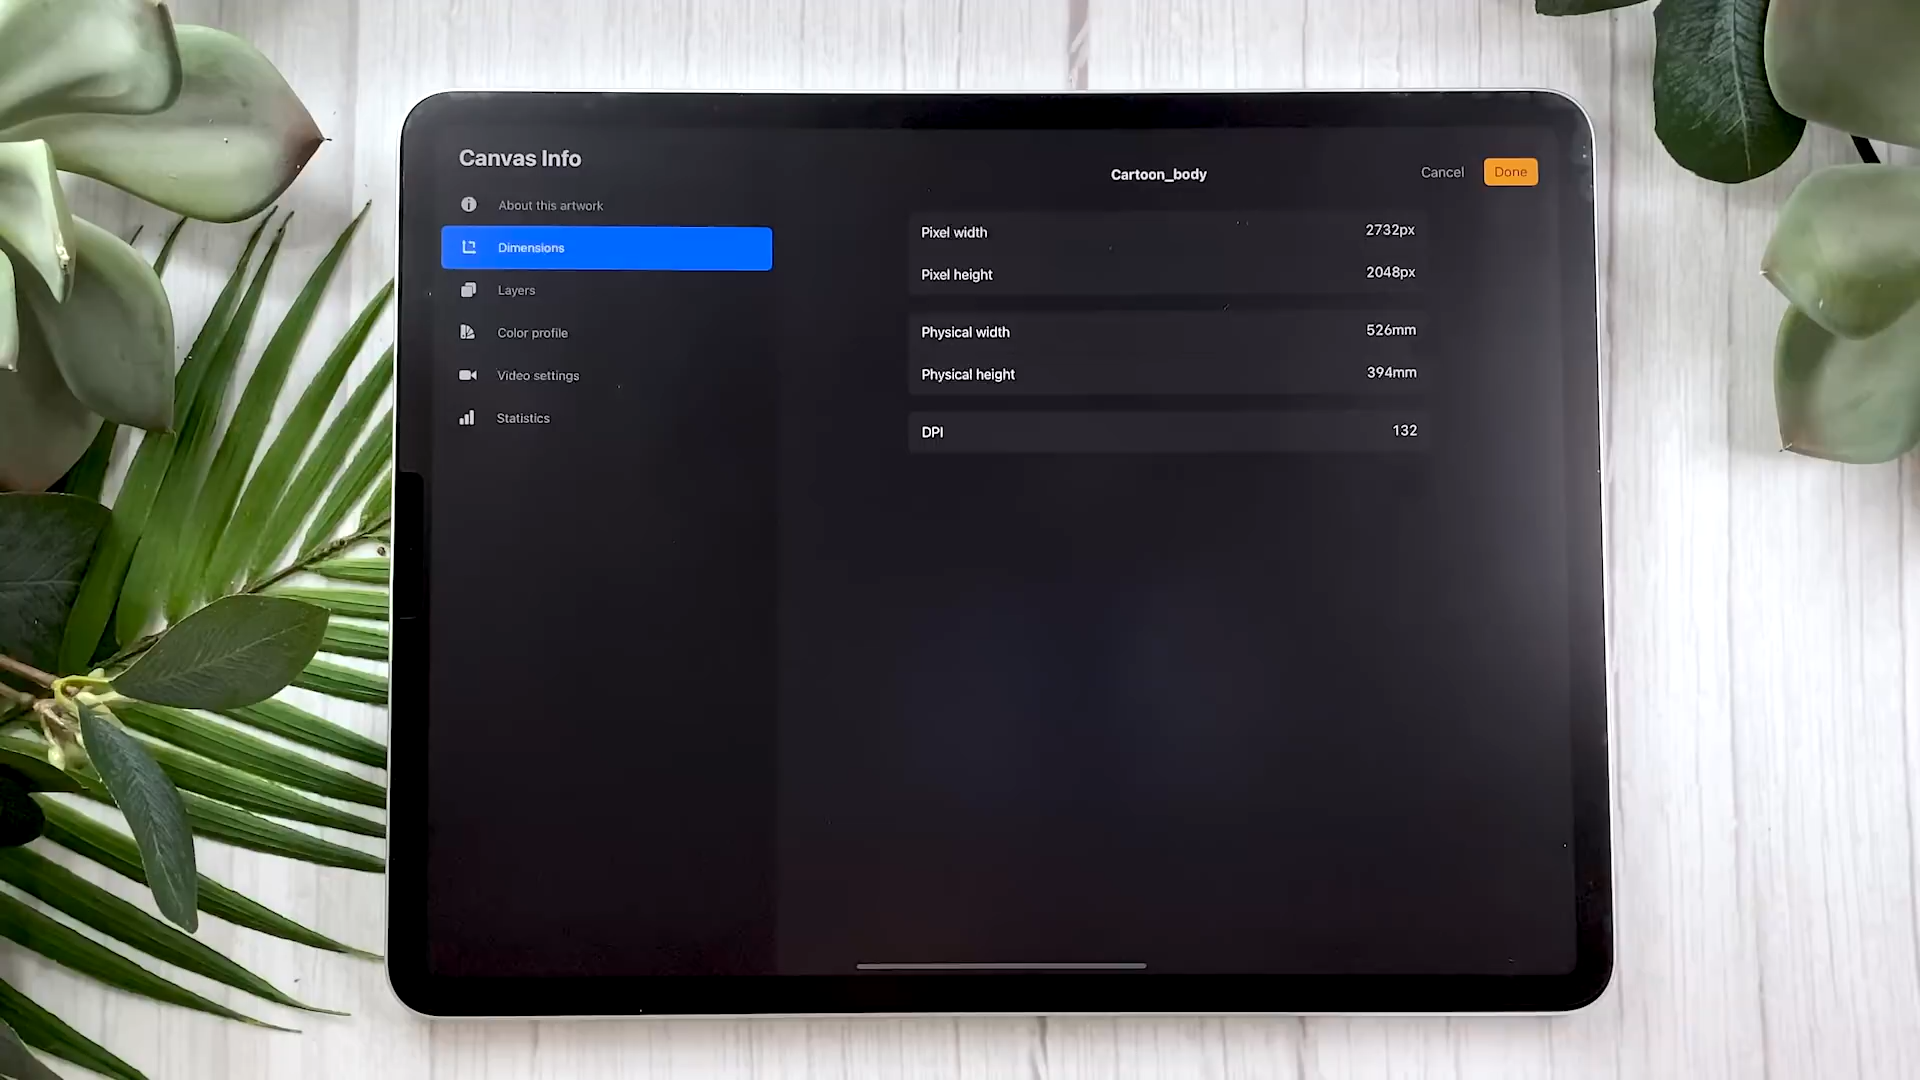 Canvas Info
About this artwork
Dimensions
Layers
Color profile
Video settings
Statistics
Cartoon_body
Cancel
Done
Pixel width 2732px
Pixel height 2048px
Physical width 526mm
Physical height 394mm
DPI 132